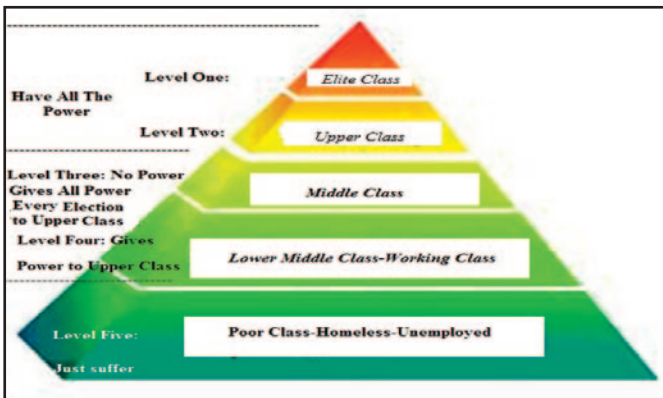 Level One:
Elite Class
Have All The
Power
Level Two:
Upper Class
Level Three: No Power
Gives All Power
Every Election
to Upper Class
Middle Class
Level Four: Gives
Power to Upper Class
Lower Middle Class-Working Class
Level Five:
Poor Class-Homeless-Unemployed
Just suffer